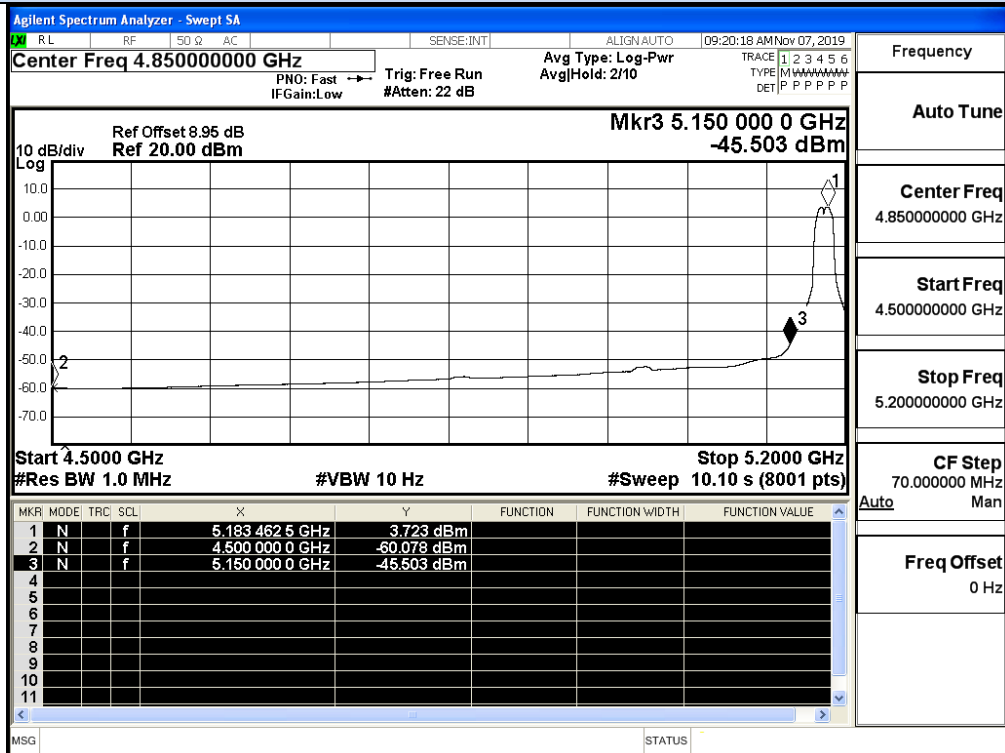 Agilent Spectrum Analyzer - Swept SA
LXI RL RF 50 Ω AC SENSE:INT ALIGN AUTO 09:20:18 AM Nov 07, 2019
Center Freq 4.850000000 GHz
PNO: Fast
IFGain:Low
Trig: Free Run
#Atten: 22 dB
Avg Type: Log-Pwr
Avg|Hold: 2/10
TRACE 1 2 3 4 5 6
TYPE M WWWWW
DET P P P P P P
Ref Offset 8.95 dB
10 dB/div Ref 20.00 dBm
Log
Mkr3 5.150 000 0 GHz
-45.503 dBm
10.0
0.00
-10.0
-20.0
-30.0
-40.0
-50.0
-60.0
-70.0
1
2
3
Start 4.5000 GHz Stop 5.2000 GHz
#Res BW 1.0 MHz #VBW 10 Hz #Sweep 10.10 s (8001 pts)
MKR MODE TRC SCL X Y FUNCTION FUNCTION WIDTH FUNCTION VALUE
1 N f 5.183 462 5 GHz 3.723 dBm
2 N f 4.500 000 0 GHz -60.078 dBm
3 N f 5.150 000 0 GHz -45.503 dBm
4
5
6
7
8
9
10
11
MSG STATUS
Frequency
Auto Tune
Center Freq
4.850000000 GHz
Start Freq
4.500000000 GHz
Stop Freq
5.200000000 GHz
CF Step
70.000000 MHz
Auto Man
Freq Offset
0 Hz